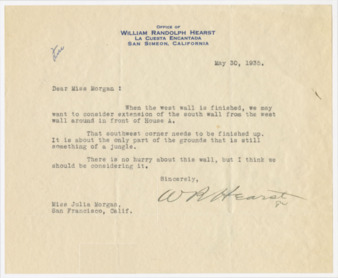 OFFICE OF
WILLIAM RANDOLPH HEARST
LA CUESTA ENCANTADA
SAN SIMEON, CALIFORNIA
May 30, 1932.
Dear Miss Morgan :
When the west wall is finished, we may
want to consider extension of the south wall from the west
wall around in front of House A.
That southwest corner needs to be finished up.
It is about the only part of the grounds that is still
something of a jungle.
There is no hurry about this wall, but I think we
should be considering it.
Sincerely,
W R Hearst
Miss Julia Morgan,
San Francisco, Calif.